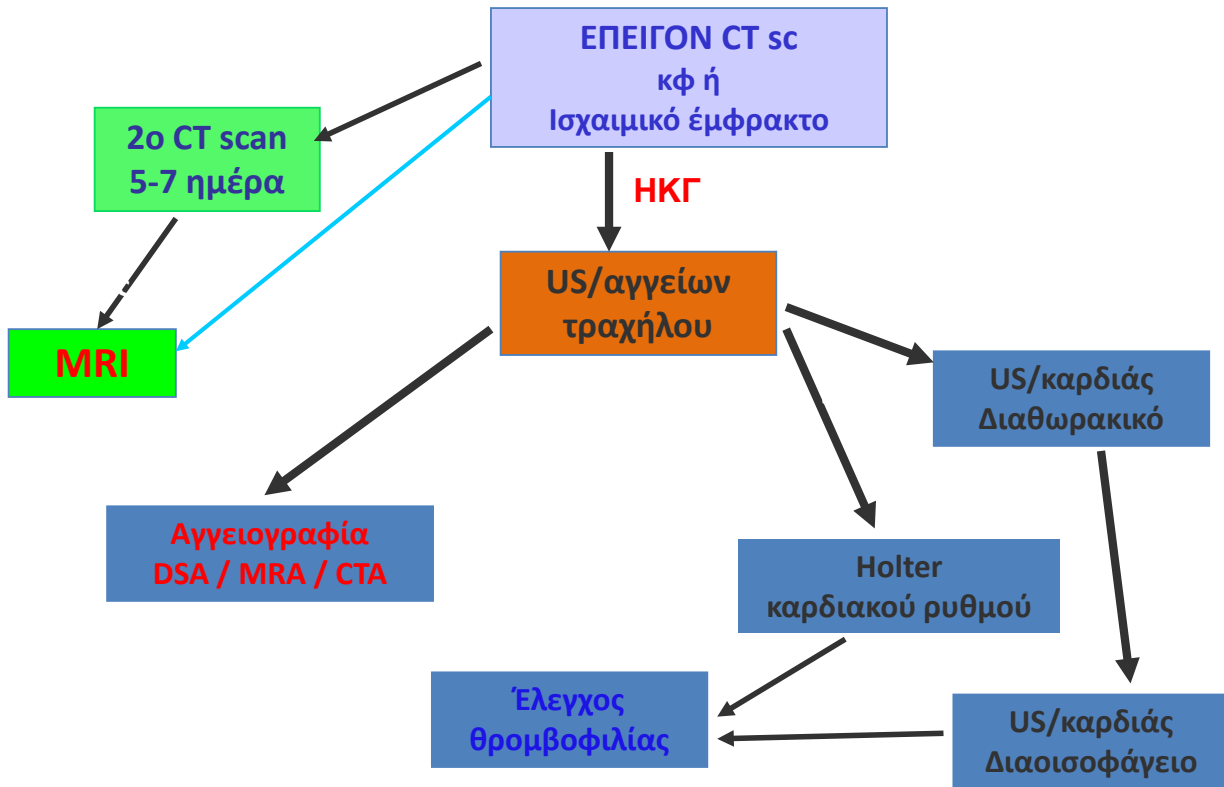 ΕΠΕΙΓΟΝ CT sc
κφ ή
Ισχαιμικό έμφρακτο
2ο CT scan
5-7 ημέρα
ΗΚΓ
US/αγγείων
τραχήλου
MRI
US/καρδιάς
Διαθωρακικό
Αγγειογραφία
DSA / MRA / CTA
Holter
καρδιακού ρυθμού
Έλεγχος
θρομβοφιλίας
US/καρδιάς
Διαοισοφάγειο